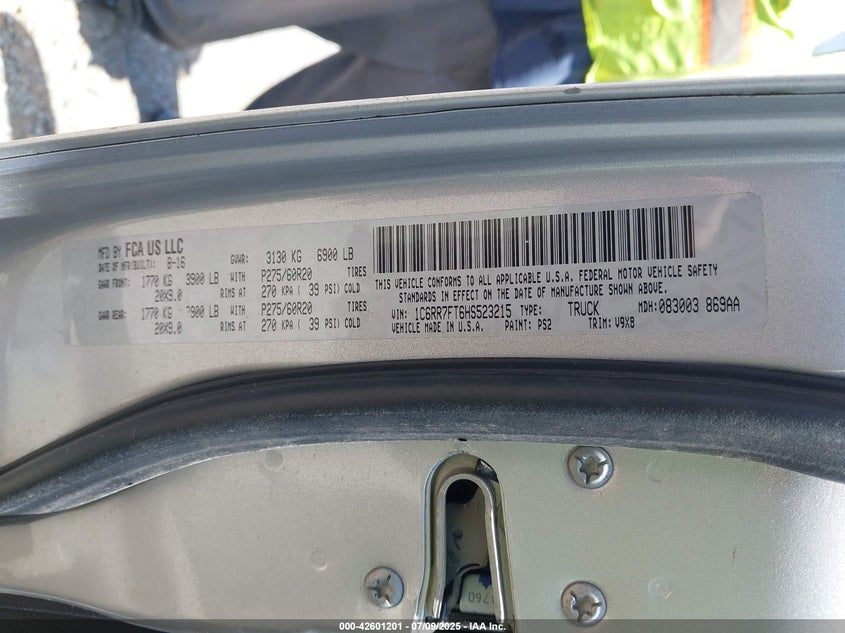 MFD BY FCA US LLC
DATE OF MFR(BUILT): 8-16 GVWR: 3130 KG 6900 LB
GAWR FRONT: 1770 KG 3900 LB WITH P275/60R20 TIRES
20X9.0 RIMS AT 270 KPA ( 39 PSI) COLD
GAWR REAR: 1770 KG 3900 LB WITH P275/60R20 TIRES
20X9.0 RIMS AT 270 KPA ( 39 PSI) COLD
THIS VEHICLE CONFORMS TO ALL APPLICABLE U.S.A. FEDERAL MOTOR VEHICLE SAFETY
STANDARDS IN EFFECT ON THE DATE OF MANUFACTURE SHOWN ABOVE.
VIN: 1C6RR7FT6HS523215 TYPE: TRUCK MDH: 083003 869AA
VEHICLE MADE IN U.S.A. PAINT: PS2 TRIM: V9X8
000-42601201 - 07/09/2025 - IAA Inc.